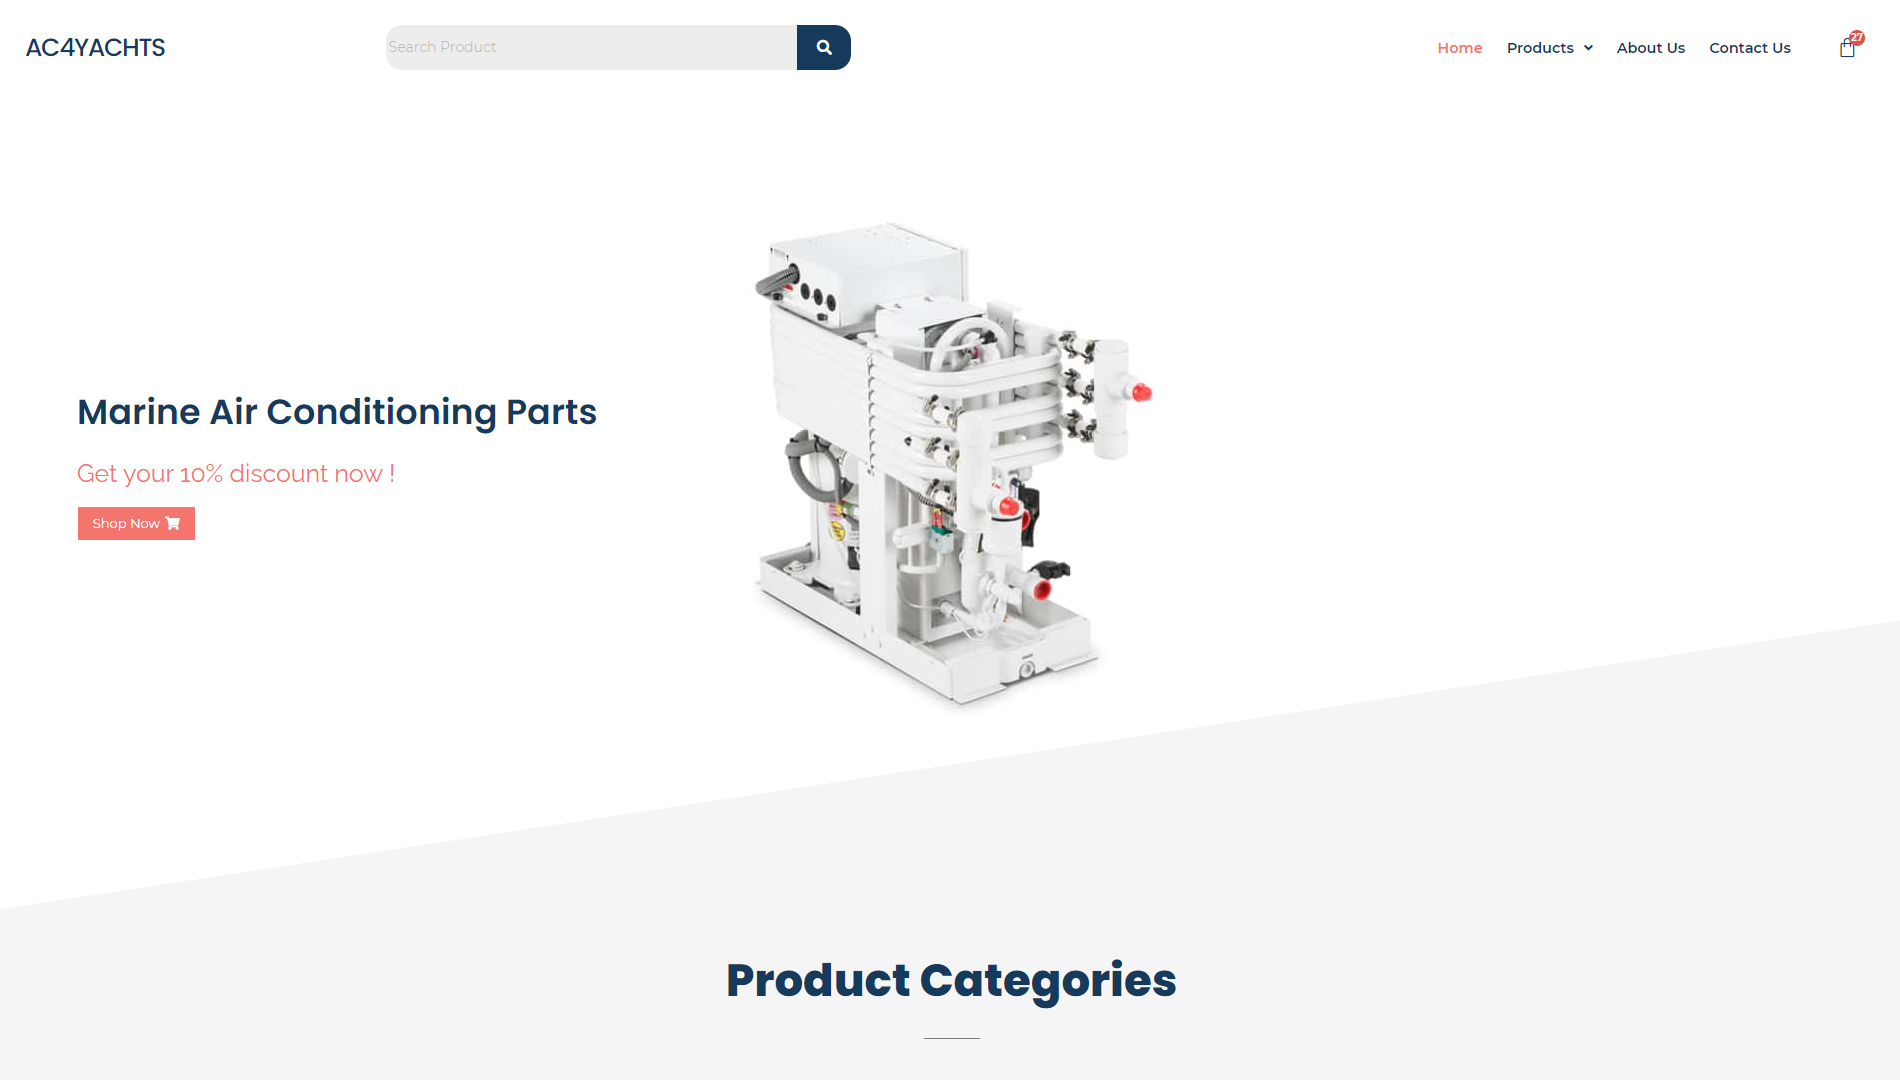 AC4YACHTS
Search Product
Home
Products
About Us
Contact Us
27
Marine Air Conditioning Parts
Get your 10% discount now !
Shop Now
Product Categories